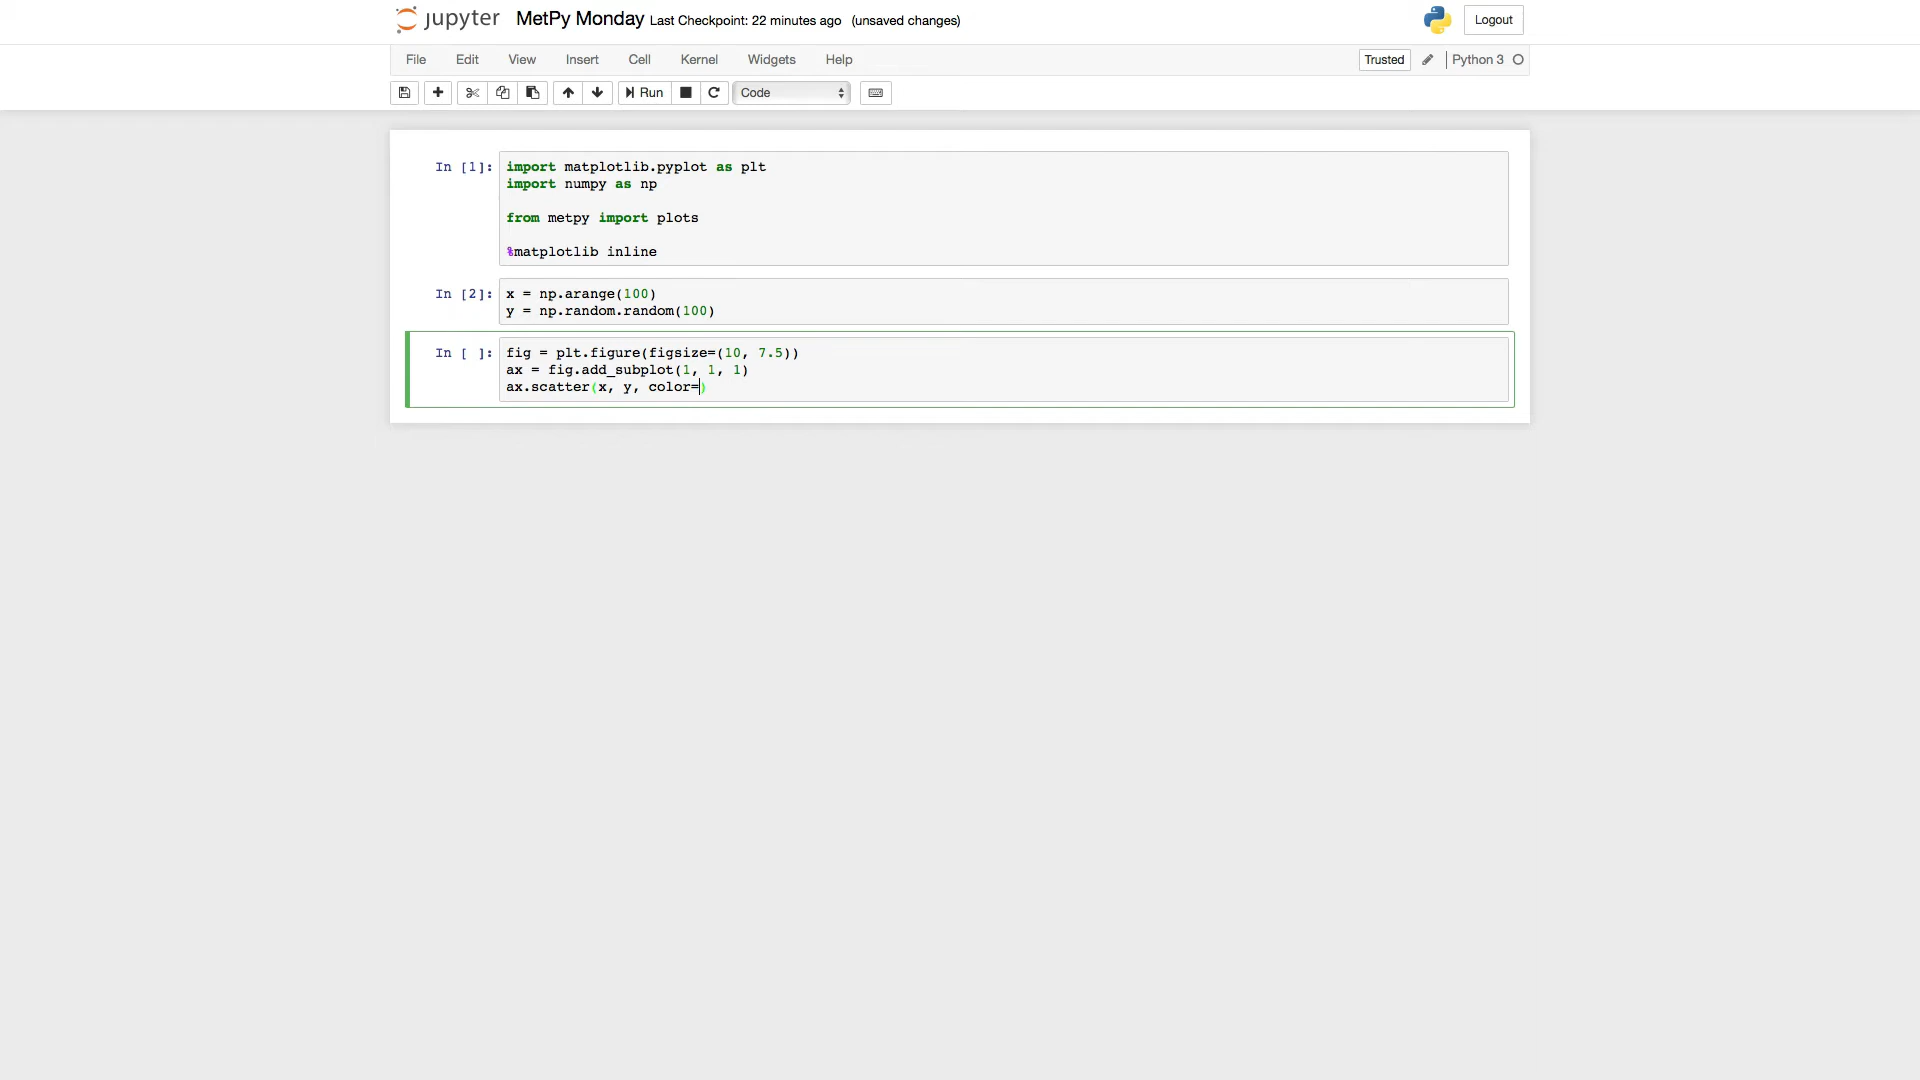 jupyter MetPy Monday Last Checkpoint: 22 minutes ago (unsaved changes) Logout
File Edit View Insert Cell Kernel Widgets Help Trusted Python 3
Run Code
In [1]: import matplotlib.pyplot as plt
import numpy as np
from metpy import plots
%matplotlib inline
In [2]: x = np.arange(100)
y = np.random.random(100)
In [ ]: fig = plt.figure(figsize=(10, 7.5))
ax = fig.add_subplot(1, 1, 1)
ax.scatter(x, y, color=)